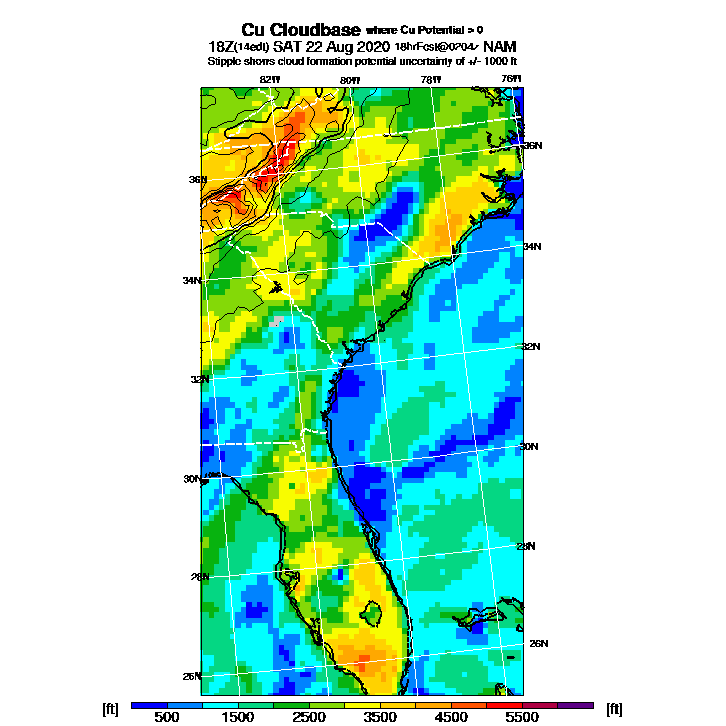 Cu Cloudbase where Cu Potential > 0
18Z(14edt) SAT 22 Aug 2020 18hrFcst@0204z NAM
Stipple shows cloud formation potential uncertainty of +/- 1000 ft
82W 80W 78W 76W
36N
36N
34N
34N
32N
32N
30N
30N
28N
28N
26N
26N
[ft] [ft]
500 1500 2500 3500 4500 5500